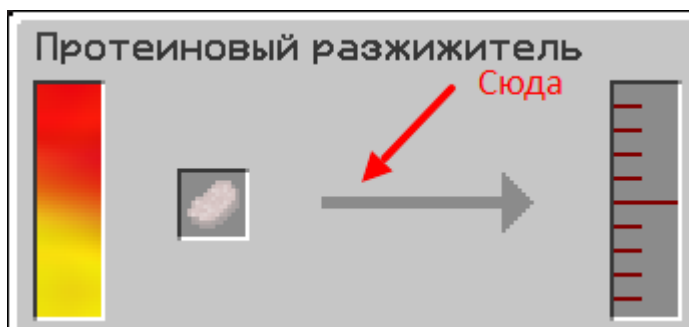 Протеиновый разжижитель
Сюда